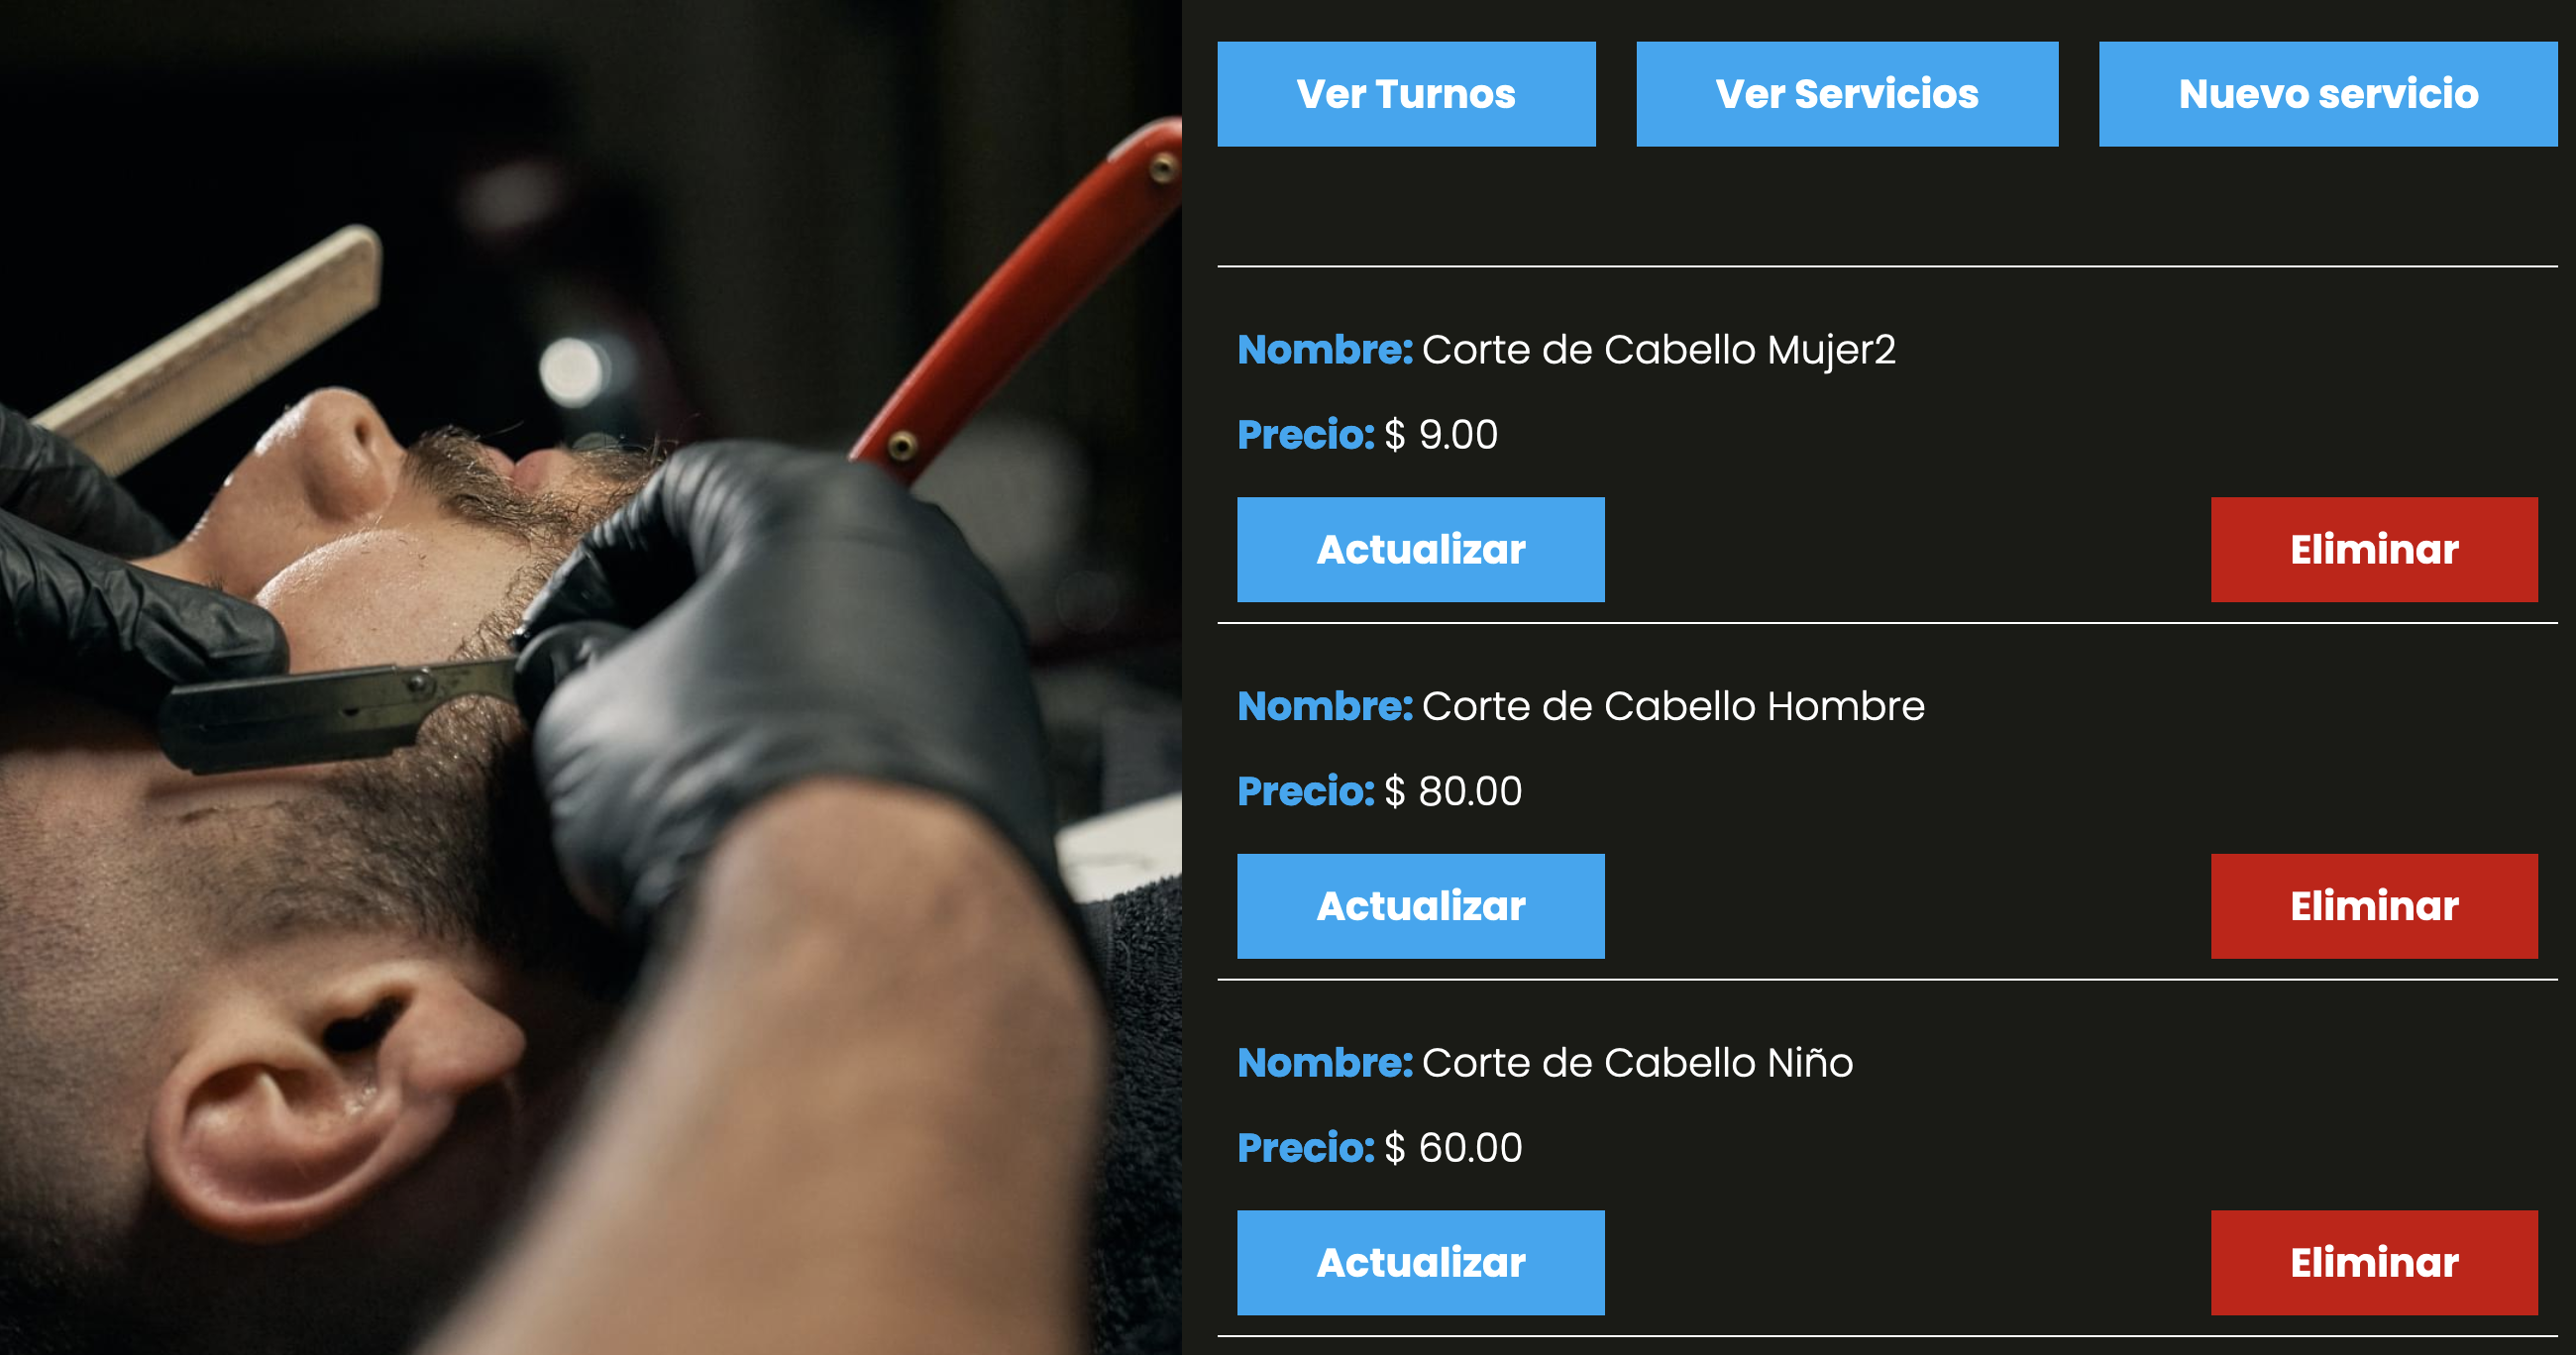 Ver Turnos
Ver Servicios
Nuevo servicio
Nombre: Corte de Cabello Mujer2
Precio: $ 9.00
Actualizar
Eliminar
Nombre: Corte de Cabello Hombre
Precio: $ 80.00
Actualizar
Eliminar
Nombre: Corte de Cabello Niño
Precio: $ 60.00
Actualizar
Eliminar